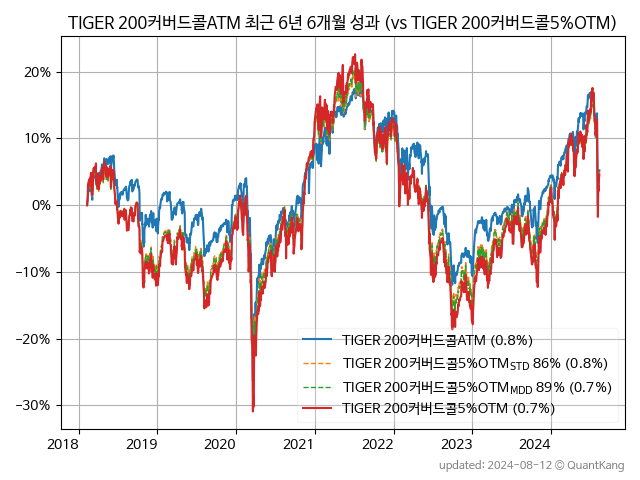 TIGER 200커버드콜ATM 최근 6년 6개월 성과 (vs TIGER 200커버드콜5%OTM)
20%
10%
0%
−10%
−20%
−30%
TIGER 200커버드콜ATM (0.8%)
TIGER 200커버드콜5%OTM_STD 86% (0.8%)
TIGER 200커버드콜5%OTM_MDD 89% (0.7%)
TIGER 200커버드콜5%OTM (0.7%)
2018 2019 2020 2021 2022 2023 2024
updated: 2024-08-12 © QuantKang